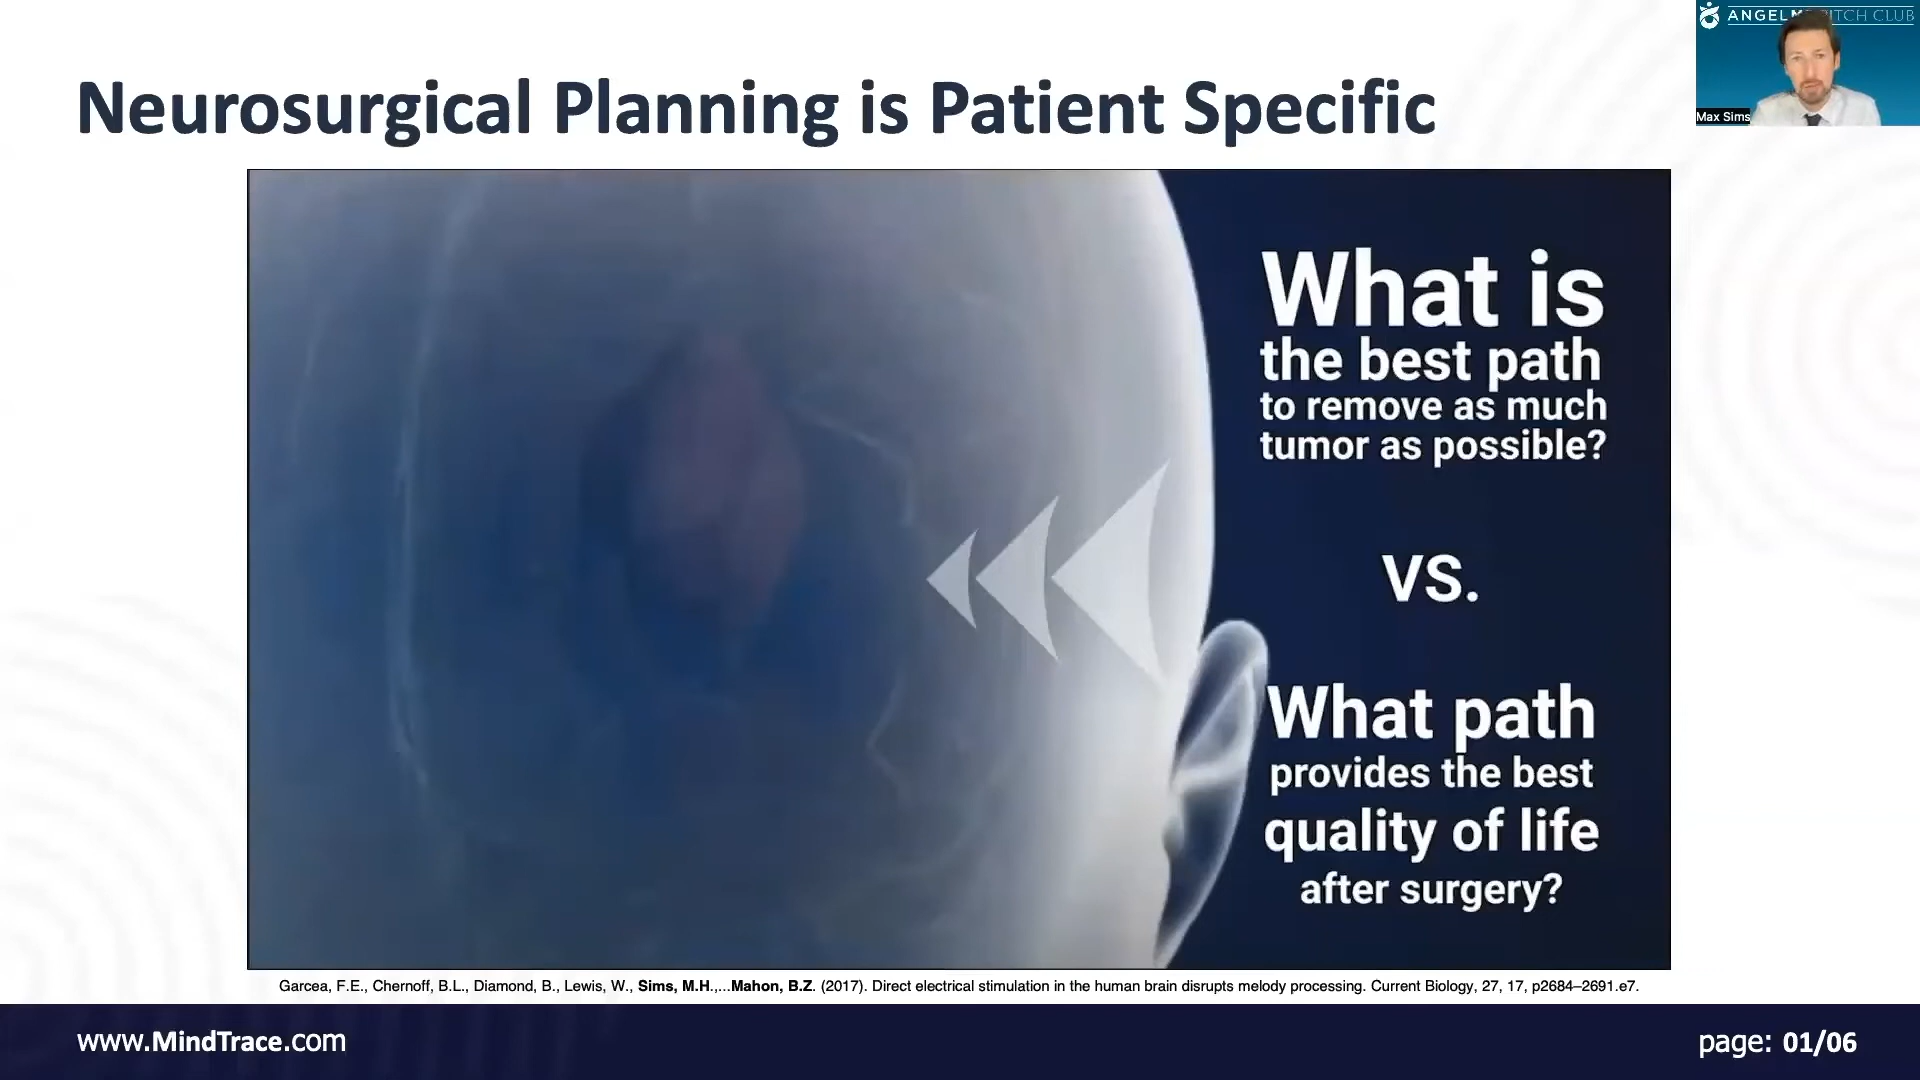 ANGELMD PITCH CLUB
Max Sims
Neurosurgical Planning is Patient Specific
What is
the best path
to remove as much
tumor as possible?
VS.
What path
provides the best
quality of life
after surgery?
Garcea, F.E., Chernoff, B.L., Diamond, B., Lewis, W., Sims, M.H.,...Mahon, B.Z. (2017). Direct electrical stimulation in the human brain disrupts melody processing. Current Biology, 27, 17, p2684–2691.e7.
www.MindTrace.com
page: 01/06